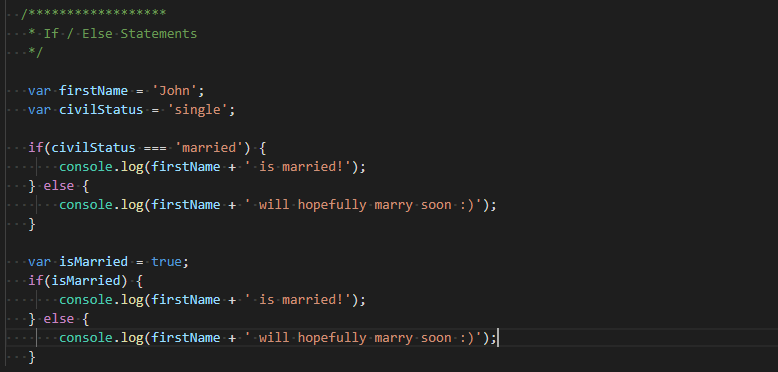 /******************
* If / Else Statements
*/
var firstName = 'John';
var civilStatus = 'single';
if(civilStatus === 'married') {
console.log(firstName + ' is married!');
} else {
console.log(firstName + ' will hopefully marry soon :)');
}
var isMarried = true;
if(isMarried) {
console.log(firstName + ' is married!');
} else {
console.log(firstName + ' will hopefully marry soon :)');
}